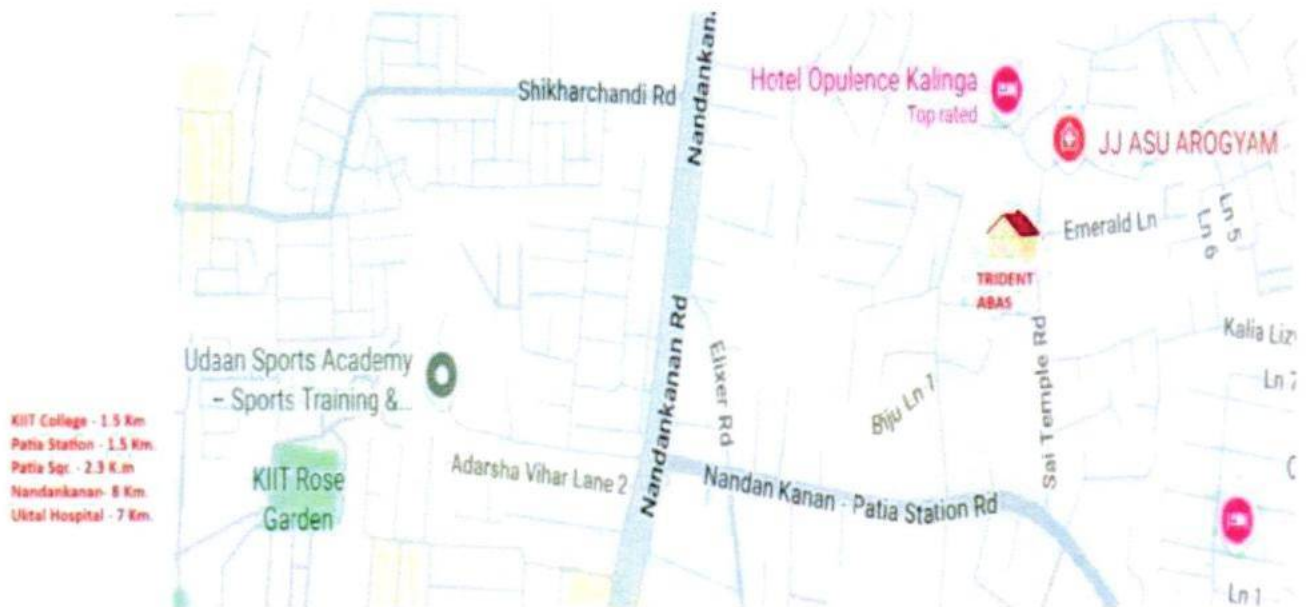 Nandankan.
Shikharchandi Rd
Hotel Opulence Kalinga
Top rated
JJ ASU AROGYAM
Emerald Ln
Ln 5
Ln 6
TRIDENT
ABAS
Nandankanan Rd
Elixer Rd
Biju Ln 1
Sai Temple Rd
Kalia Liz
Ln 7
Udaan Sports Academy
– Sports Training &...
KIIT College - 1.5 Km
Patia Station - 1.5 Km.
Patia Sqr. - 2.3 K.m
Nandankanan- 8 Km.
Uktal Hospital - 7 Km.
KIIT Rose
Garden
Adarsha Vihar Lane 2
Nandan Kanan - Patia Station Rd
Ln 1